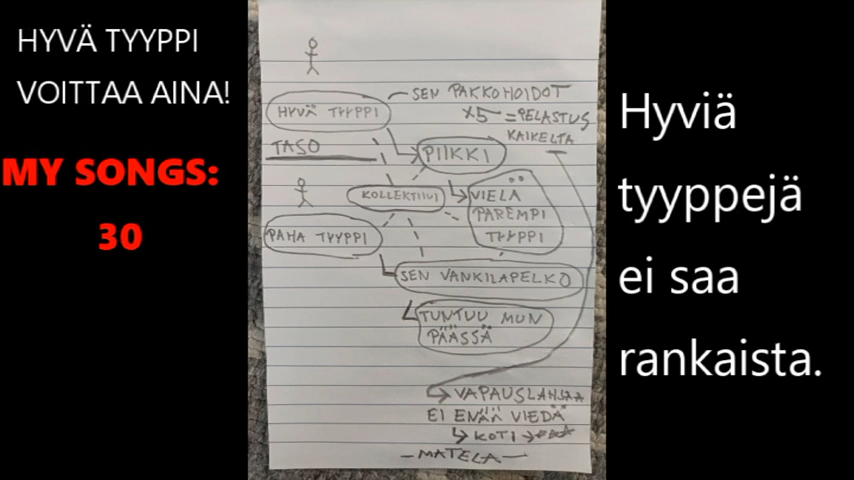 HYVÄ TYYPPI
VOITTAA AINA!
MY SONGS:
30
SEN PAKKOHOIDOT
X5 = PELASTUS
KAIKELTA
HYVÄ TYYPPI
TASO
PIIKKI
KOLLEKTIIVI
VIELÄ
PAREMPI
TYYPPI
PAHA TYYPPI
SEN VANKILAPELKO
TUNTUU MUN
PÄÄSSÄ
VAPAUSLAHJAA
EI ENÄÄ VIEDÄ
KOTI
MATELA
Hyviä
tyyppejä
ei saa
rankaista.